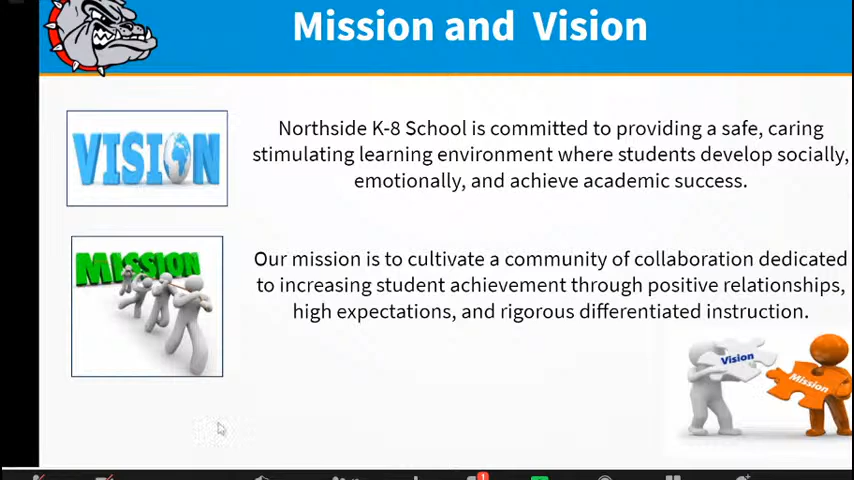 Mission and Vision
VISION
Northside K-8 School is committed to providing a safe, caring
stimulating learning environment where students develop socially,
emotionally, and achieve academic success.
MISSION
Our mission is to cultivate a community of collaboration dedicated
to increasing student achievement through positive relationships,
high expectations, and rigorous differentiated instruction.
Vision
Mission
1